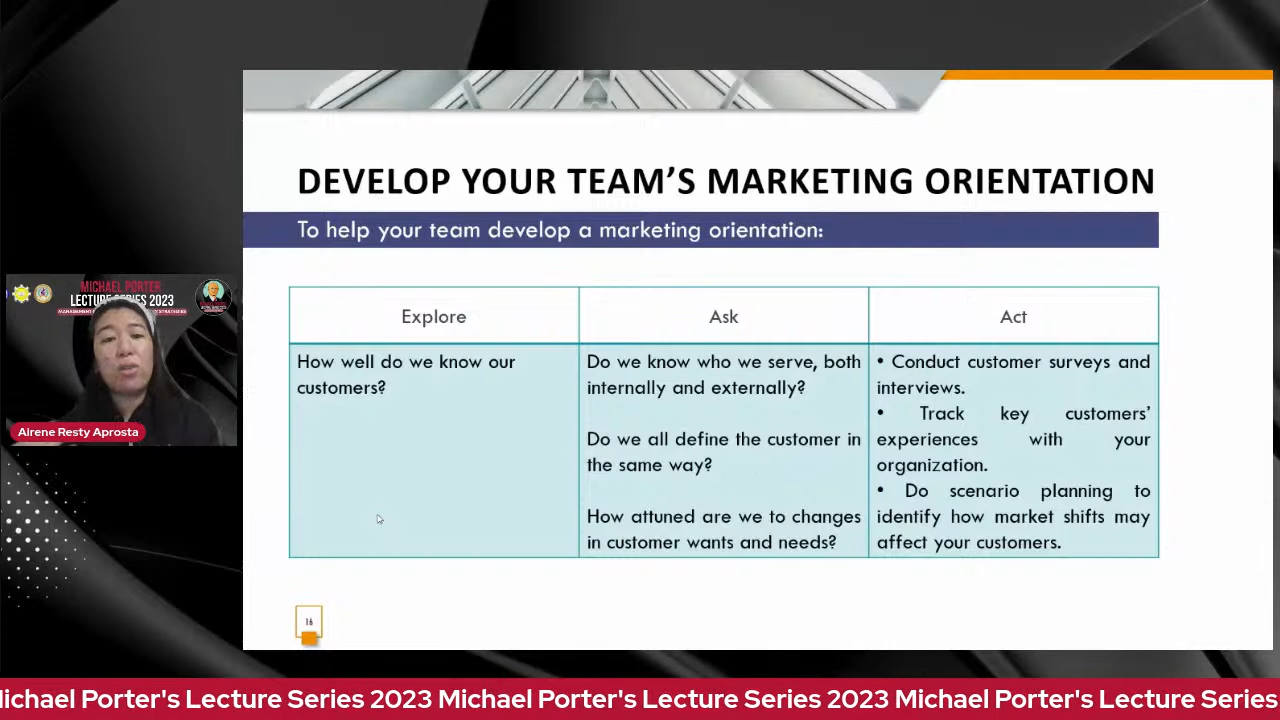 DEVELOP YOUR TEAM'S MARKETING ORIENTATION
To help your team develop a marketing orientation:
Explore
Ask
Act
How well do we know our
customers?
Do we know who we serve, both
internally and externally?
Do we all define the customer in
the same way?
How attuned are we to changes
in customer wants and needs?
• Conduct customer surveys and
interviews.
• Track key customers'
experiences with your
organization.
• Do scenario planning to
identify how market shifts may
affect your customers.
16
MICHAEL PORTER
LECTURE SERIES 2023
Airene Resty Aprosta
Michael Porter's Lecture Series 2023 Michael Porter's Lecture Series 2023 Michael Porter's Lecture Series